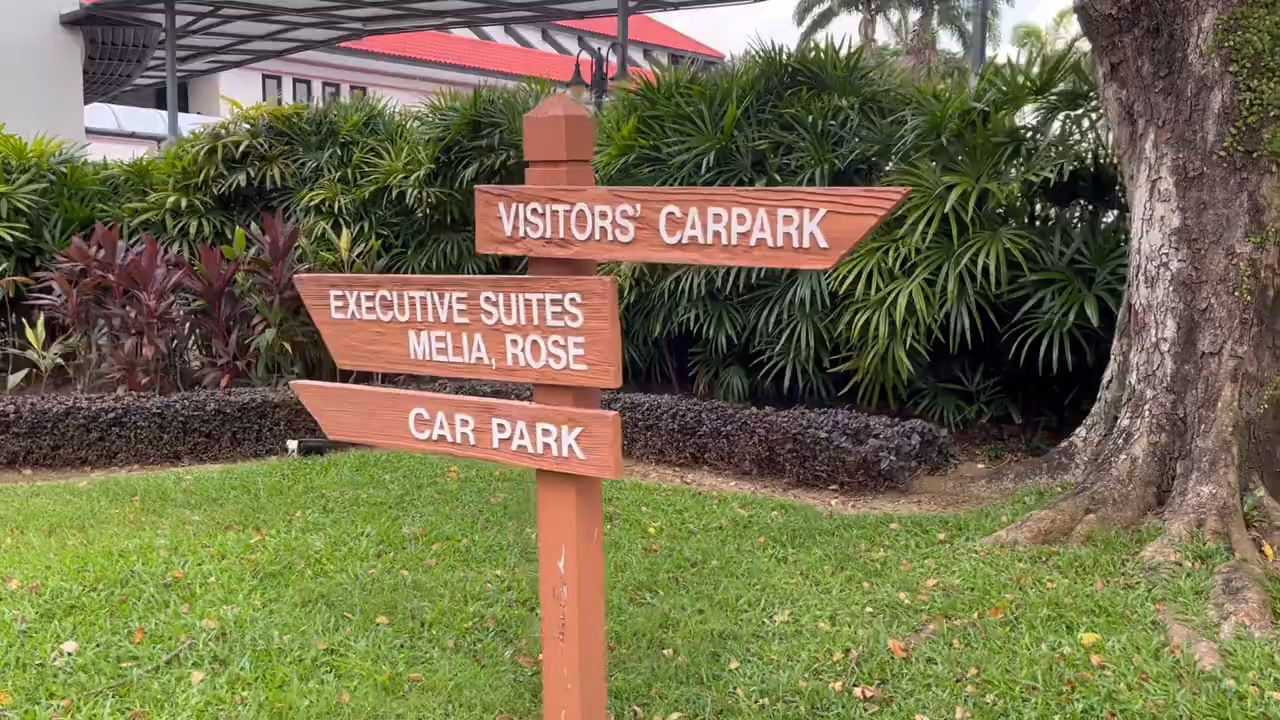 VISITORS’ CARPARK
EXECUTIVE SUITES
MELIA, ROSE
CAR PARK